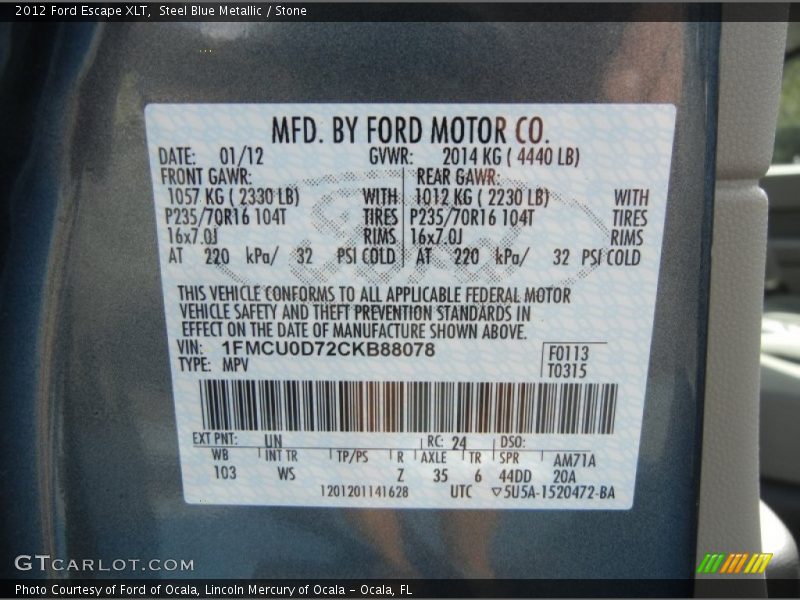 2012 Ford Escape XLT, Steel Blue Metallic / Stone
MFD. BY FORD MOTOR CO.
DATE: 01/12 GVWR: 2014 KG ( 4440 LB)
FRONT GAWR: REAR GAWR:
1057 KG ( 2330 LB) WITH 1012 KG ( 2230 LB) WITH
P235/70R16 104T TIRES P235/70R16 104T TIRES
16x7.0J RIMS 16x7.0J RIMS
AT 220 kPa/ 32 PSI COLD AT 220 kPa/ 32 PSI COLD
THIS VEHICLE CONFORMS TO ALL APPLICABLE FEDERAL MOTOR
VEHICLE SAFETY AND THEFT PREVENTION STANDARDS IN
EFFECT ON THE DATE OF MANUFACTURE SHOWN ABOVE.
VIN: 1FMCU0D72CKB88078 F0113
TYPE: MPV T0315
EXT PNT: UN RC: 24 DSO:
WB INT TR TP/PS R AXLE TR SPR AM71A
103 WS Z 35 6 44DD 20A
1201201141628 UTC ▽5U5A-1520472-BA
GTCARLOT.COM
Photo Courtesy of Ford of Ocala, Lincoln Mercury of Ocala – Ocala, FL